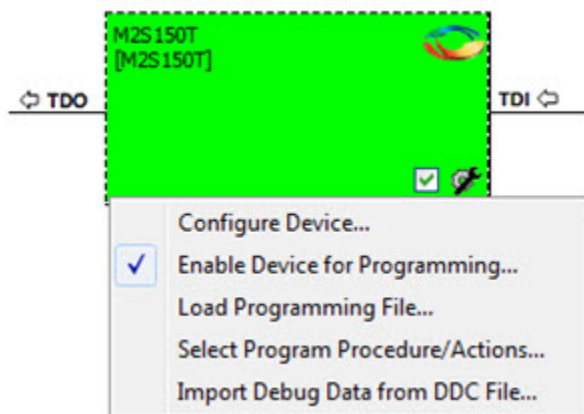 M2S150T
[M2S150T]
TDO
TDI
Configure Device...
Enable Device for Programming...
Load Programming File...
Select Program Procedure/Actions...
Import Debug Data from DDC File...